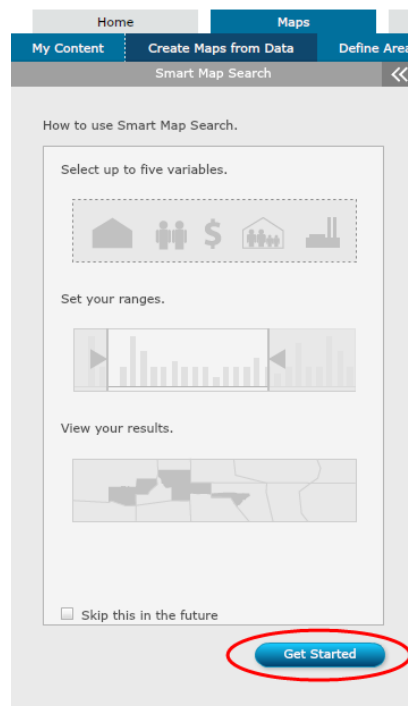 Home Maps
My Content Create Maps from Data Define Area
Smart Map Search
How to use Smart Map Search.
Select up to five variables.
$
Set your ranges.
View your results.
Skip this in the future
Get Started